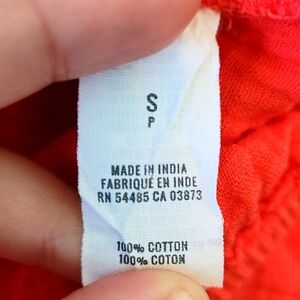 S
P
MADE IN INDIA
FABRIQUÉ EN INDE
RN 54485 CA 03873
100% COTTON
100% COTON